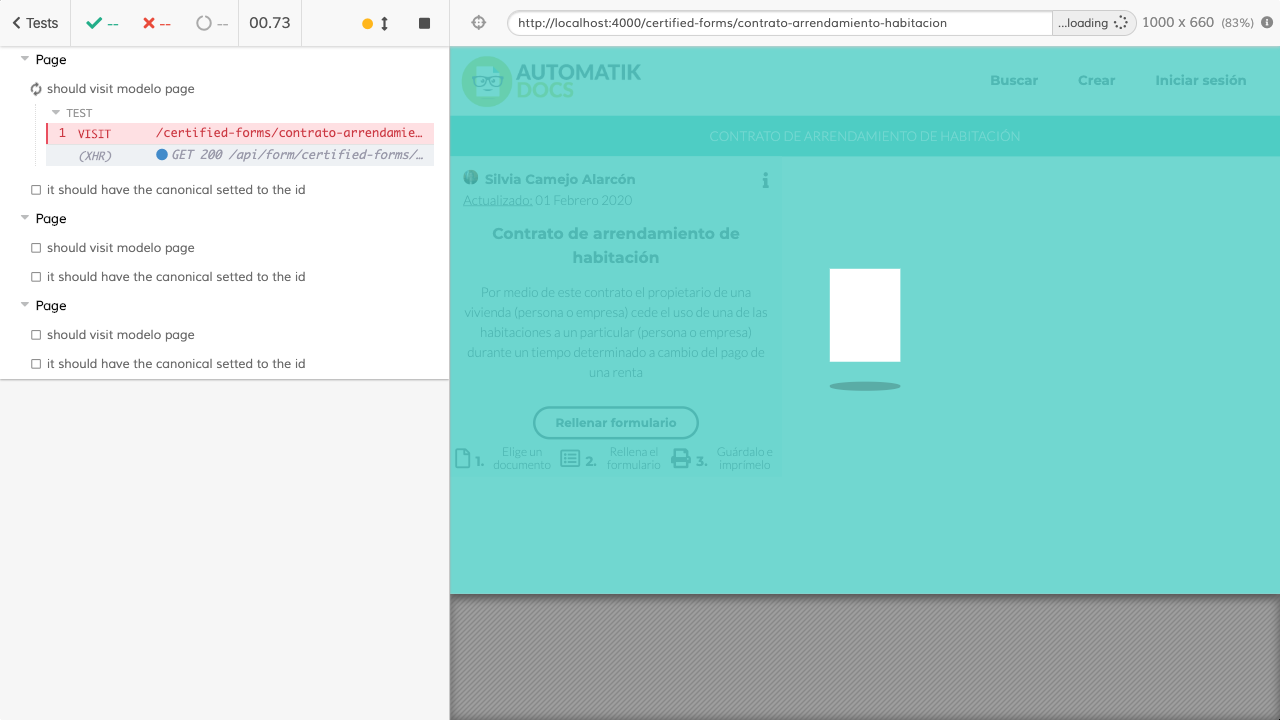 Tests
--
--
--
00.73
http://localhost:4000/certified-forms/contrato-arrendamiento-habitacion
...loading
1000 x 660 (83%)
Page
should visit modelo page
TEST
1 VISIT /certified-forms/contrato-arrendamie…
(XHR) GET 200 /api/form/certified-forms/…
it should have the canonical setted to the id
Page
should visit modelo page
it should have the canonical setted to the id
Page
should visit modelo page
it should have the canonical setted to the id
AUTOMATIK
DOCS
Buscar Crear Iniciar sesión
CONTRATO DE ARRENDAMIENTO DE HABITACIÓN
Silvia Camejo Alarcón
Actualizado: 01 Febrero 2020
Contrato de arrendamiento de
habitación
Por medio de este contrato el propietario de una
vivienda (persona o empresa) cede el uso de una de las
habitaciones a un particular (persona o empresa)
durante un tiempo determinado a cambio del pago de
una renta
Rellenar formulario
1. Elige un
documento
2. Rellena el
formulario
3. Guárdalo e
imprímelo